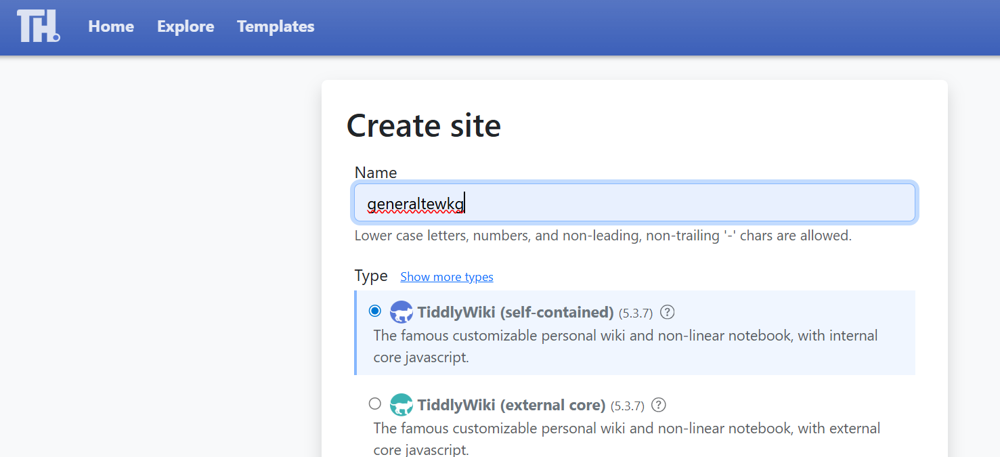 TH.
Home Explore Templates
Create site
Name
generaltewkg
Lower case letters, numbers, and non-leading, non-trailing '-' chars are allowed.
Type Show more types
TiddlyWiki (self-contained) (5.3.7) ?
The famous customizable personal wiki and non-linear notebook, with internal
core javascript.
TiddlyWiki (external core) (5.3.7) ?
The famous customizable personal wiki and non-linear notebook, with external
core javascript.